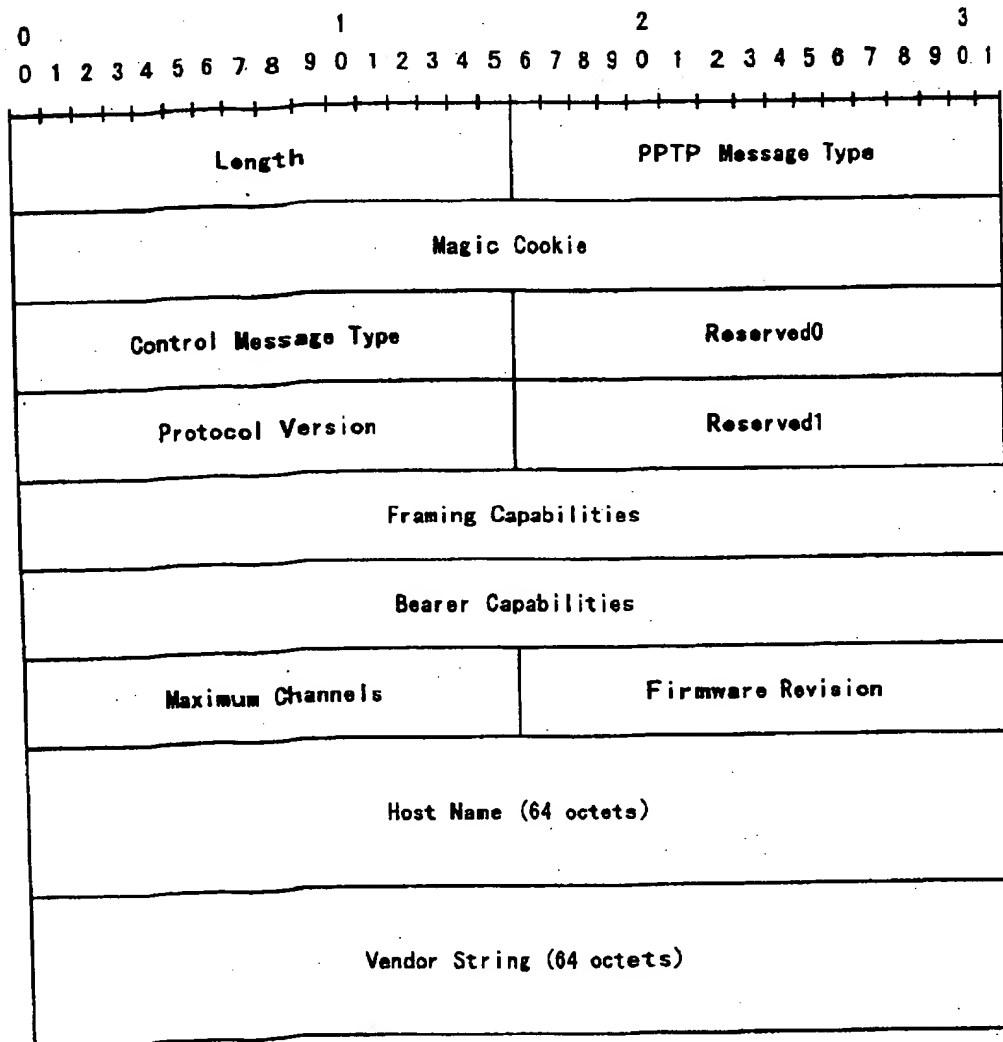 0 1 2 3
0 1 2 3 4 5 6 7 8 9 0 1 2 3 4 5 6 7 8 9 0 1 2 3 4 5 6 7 8 9 0 1
Length PPTP Message Type
Magic Cookie
Control Message Type Reserved0
Protocol Version Reserved1
Framing Capabilities
Bearer Capabilities
Maximum Channels Firmware Revision
Host Name (64 octets)
Vendor String (64 octets)